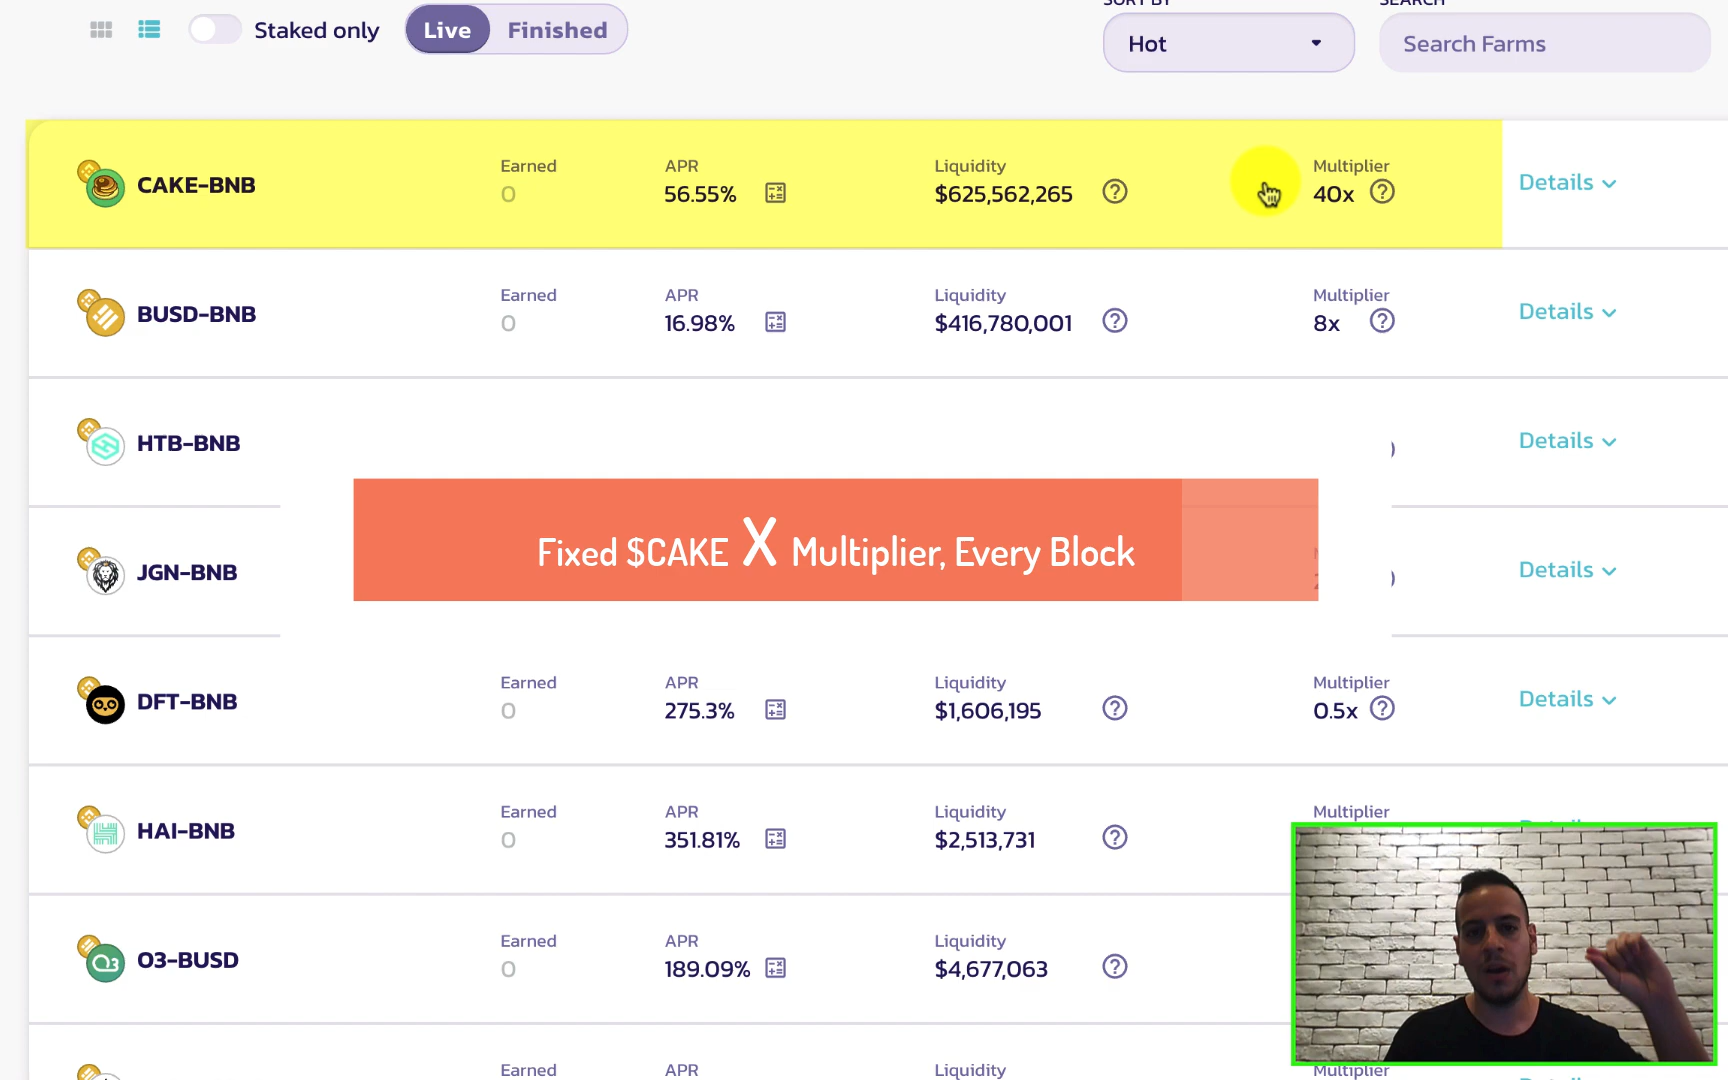 SORT BY
SEARCH
Staked only
Live
Finished
Hot
Search Farms
CAKE-BNB
Earned
0
APR
56.55%
Liquidity
$625,562,265
Multiplier
40x
Details
BUSD-BNB
Earned
0
APR
16.98%
Liquidity
$416,780,001
Multiplier
8x
Details
HTB-BNB
Details
Fixed $CAKE X Multiplier, Every Block
JGN-BNB
Details
DFT-BNB
Earned
0
APR
275.3%
Liquidity
$1,606,195
Multiplier
0.5x
Details
HAI-BNB
Earned
0
APR
351.81%
Liquidity
$2,513,731
Multiplier
O3-BUSD
Earned
0
APR
189.09%
Liquidity
$4,677,063
Earned
APR
Liquidity
Multiplier